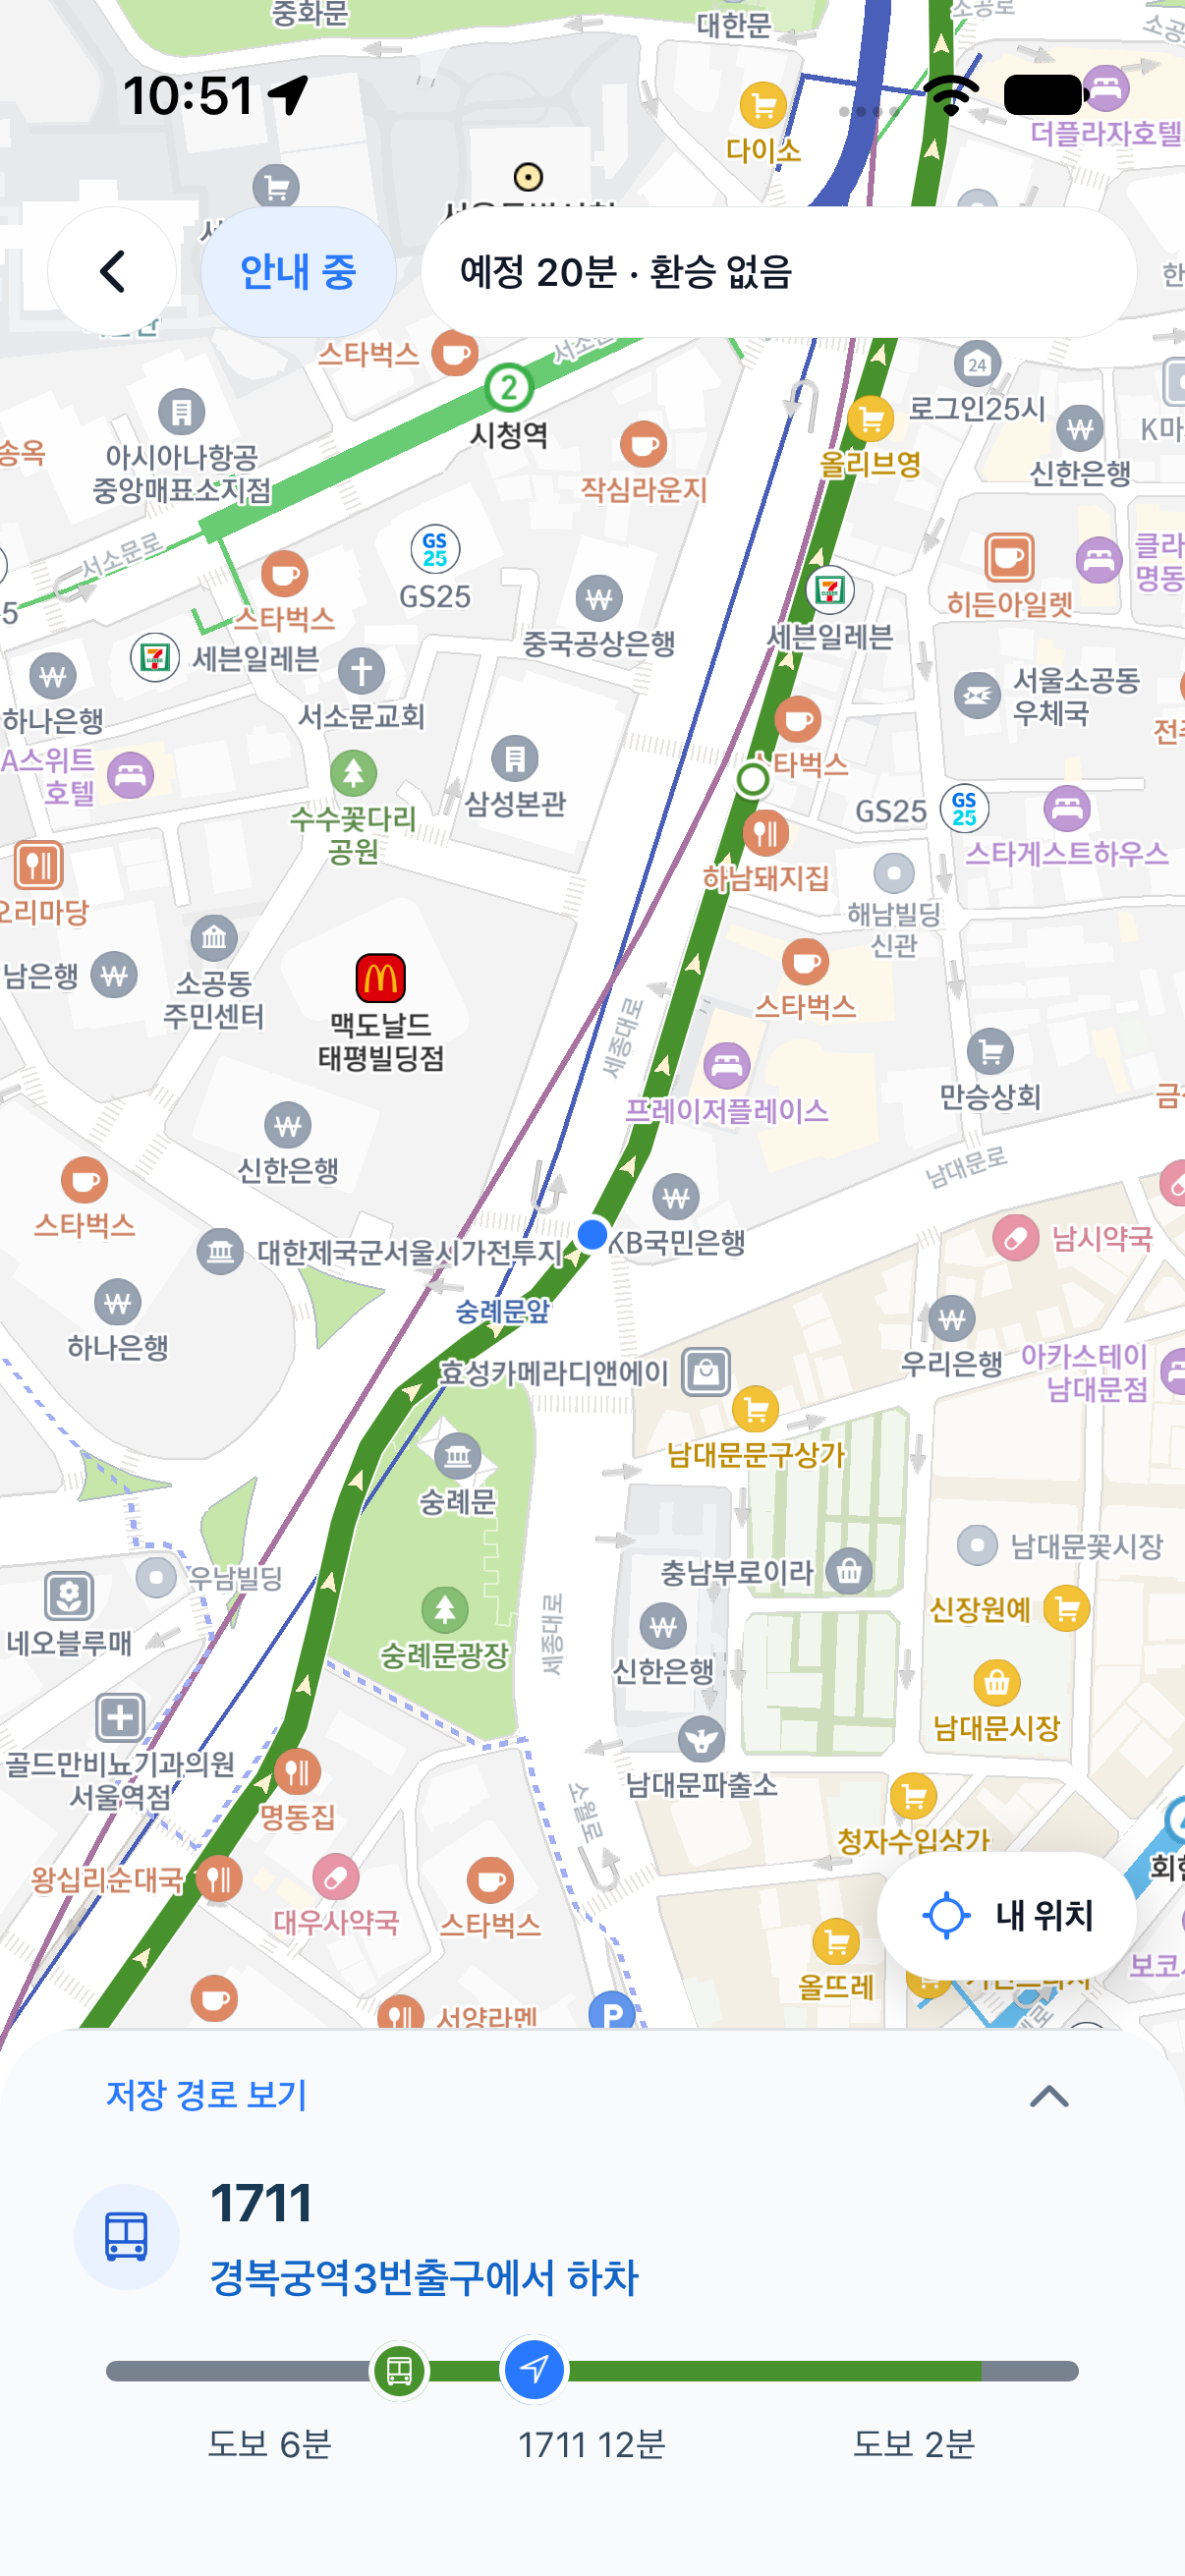 중화문
대한문
소공로
10:51
다이소
더플라자호텔
안내 중
예정 20분 · 환승 없음
스타벅스
2
시청역
24
로그인25시
올리브영
신한은행
아시아나항공
중앙매표소지점
작심라운지
서소문로
GS
25
GS25
스타벅스
세븐일레븐
중국공상은행
세븐일레븐
히든아일렛
하나은행
서소문교회
서울소공동
우체국
스타벅스
호텔
수수꽃다리
공원
삼성본관
GS25
GS
25
스타게스트하우스
하남돼지집
해남빌딩
신관
소공동
주민센터
맥도날드
태평빌딩점
스타벅스
세종대로
만승상회
프레이저플레이스
신한은행
남대문로
스타벅스
대한제국군서울시가전투지
KB국민은행
남시약국
하나은행
숭례문앞
효성카메라디앤에이
우리은행
아카스테이
남대문점
남대문문구상가
숭례문
우남빌딩
충남부로이라
남대문꽃시장
신장원예
네오블루매
숭례문광장
세종대로
신한은행
남대문시장
골드만비뇨기과의원
서울역점
명동집
남대문파출소
소월로
청자수입상가
왕십리순대국
대우사약국
스타벅스
내 위치
올뜨레
서양라멘
P
저장 경로 보기
1711
경복궁역3번출구에서 하차
도보 6분
1711 12분
도보 2분